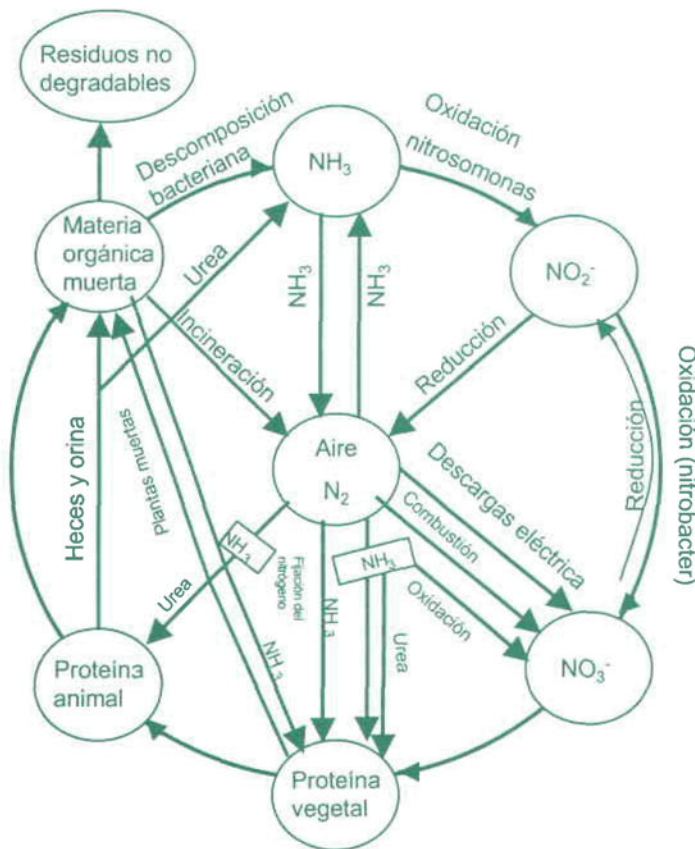 Residuos no
degradables
Descomposición
bacteriana
NH₃
Oxidación
nitrosomonas
Materia
orgánica
muerta
Urea
NH₃
NH₃
NO₂⁻
Incineración
Reducción
Oxidación (nitrobacter)
Reducción
Aire
N₂
Heces y orina
Plantas muertas
Descargas eléctrica
Combustión
NH₃
Fijación del
nitrógeno
NH₃
Urea
NH₃
NH₃
Urea
Oxidación
Proteína
animal
NO₃⁻
Proteína
vegetal